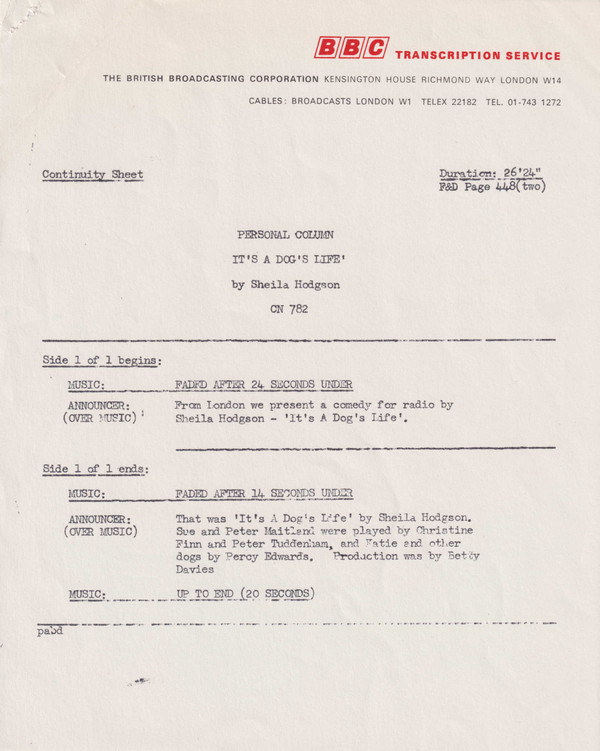 BBC TRANSCRIPTION SERVICE
THE BRITISH BROADCASTING CORPORATION KENSINGTON HOUSE RICHMOND WAY LONDON W14
CABLES: BROADCASTS LONDON W1 TELEX 22182 TEL. 01-743 1272
Continuity Sheet
Duration: 26'24"
F&D Page 448(two)
PERSONAL COLUMN
IT'S A DOG'S LIFE'
by Sheila Hodgson
CN 782
Side 1 of 1 begins:
MUSIC: FADED AFTER 24 SECONDS UNDER
ANNOUNCER: From London we present a comedy for radio by
(OVER MUSIC) Sheila Hodgson - 'It's A Dog's Life'.
Side 1 of 1 ends:
MUSIC: FADED AFTER 14 SECONDS UNDER
ANNOUNCER: That was 'It's A Dog's Life' by Sheila Hodgson.
(OVER MUSIC) Sue and Peter Maitland were played by Christine
Finn and Peter Tuddenham, and Katie and other
dogs by Percy Edwards. Production was by Betty
Davies
MUSIC: UP TO END (20 SECONDS)
pabd